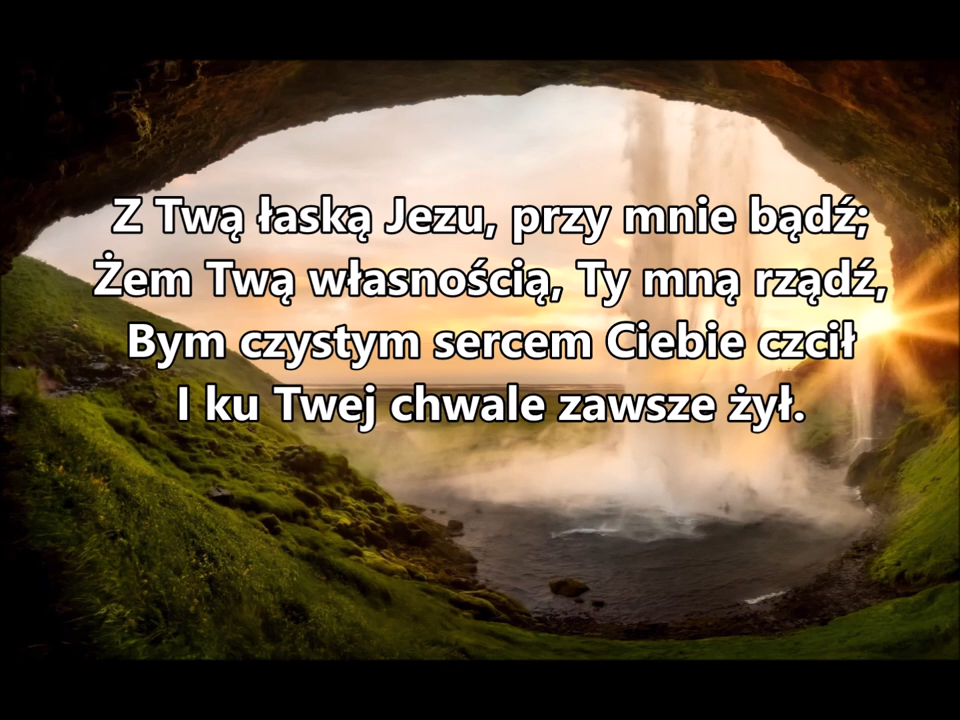 Z Twą łaską Jezu, przy mnie bądź;
Żem Twą własnością, Ty mną rządź,
Bym czystym sercem Ciebie czcił
I ku Twej chwale zawsze żył.